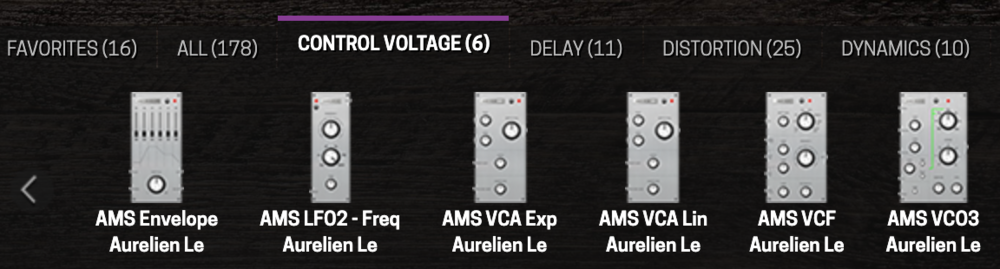 FAVORITES (16) ALL (178) CONTROL VOLTAGE (6) DELAY (11) DISTORTION (25) DYNAMICS (10)
AMS Envelope AMS LFO2 - Freq AMS VCA Exp AMS VCA Lin AMS VCF AMS VCO3
Aurelien Le Aurelien Le Aurelien Le Aurelien Le Aurelien Le Aurelien Le